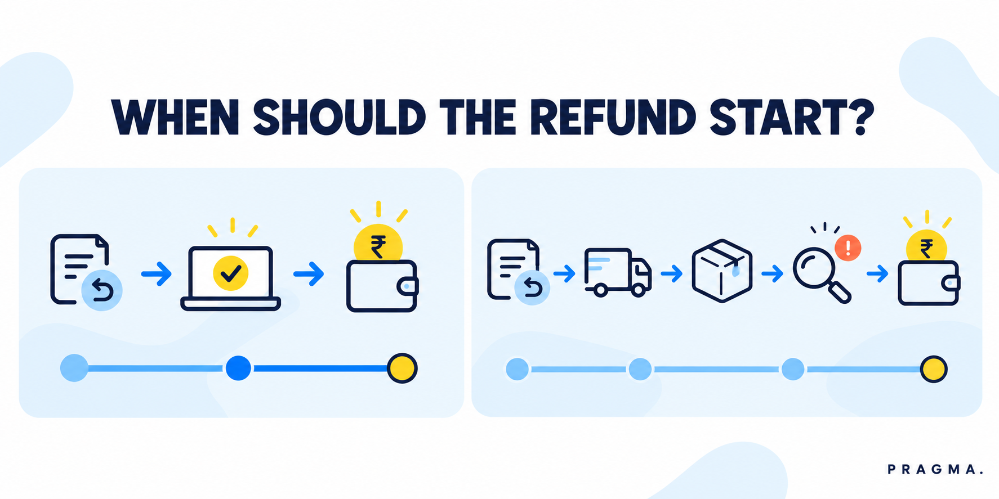 WHEN SHOULD THE REFUND START?
₹
!
₹
PRAGMA.